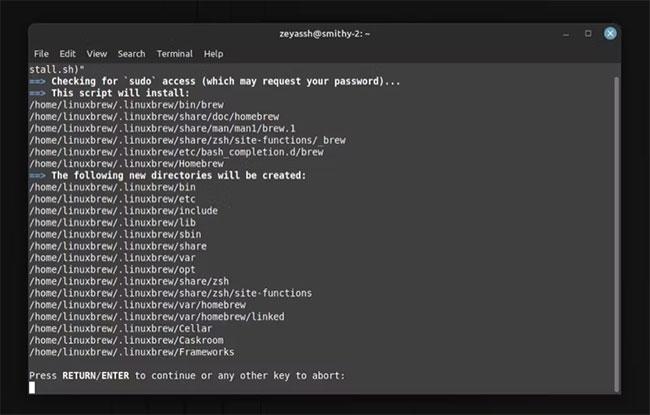 zeyassh@smithy-2: ~
File Edit View Search Terminal Help
stall.sh)"
==> Checking for `sudo` access (which may request your password)...
==> This script will install:
/home/linuxbrew/.linuxbrew/bin/brew
/home/linuxbrew/.linuxbrew/share/doc/homebrew
/home/linuxbrew/.linuxbrew/share/man/man1/brew.1
/home/linuxbrew/.linuxbrew/share/zsh/site-functions/_brew
/home/linuxbrew/.linuxbrew/etc/bash_completion.d/brew
/home/linuxbrew/.linuxbrew/Homebrew
==> The following new directories will be created:
/home/linuxbrew/.linuxbrew/bin
/home/linuxbrew/.linuxbrew/etc
/home/linuxbrew/.linuxbrew/include
/home/linuxbrew/.linuxbrew/lib
/home/linuxbrew/.linuxbrew/sbin
/home/linuxbrew/.linuxbrew/share
/home/linuxbrew/.linuxbrew/var
/home/linuxbrew/.linuxbrew/opt
/home/linuxbrew/.linuxbrew/share/zsh
/home/linuxbrew/.linuxbrew/share/zsh/site-functions
/home/linuxbrew/.linuxbrew/var/homebrew
/home/linuxbrew/.linuxbrew/var/homebrew/linked
/home/linuxbrew/.linuxbrew/Cellar
/home/linuxbrew/.linuxbrew/Caskroom
/home/linuxbrew/.linuxbrew/Frameworks
Press RETURN/ENTER to continue or any other key to abort: